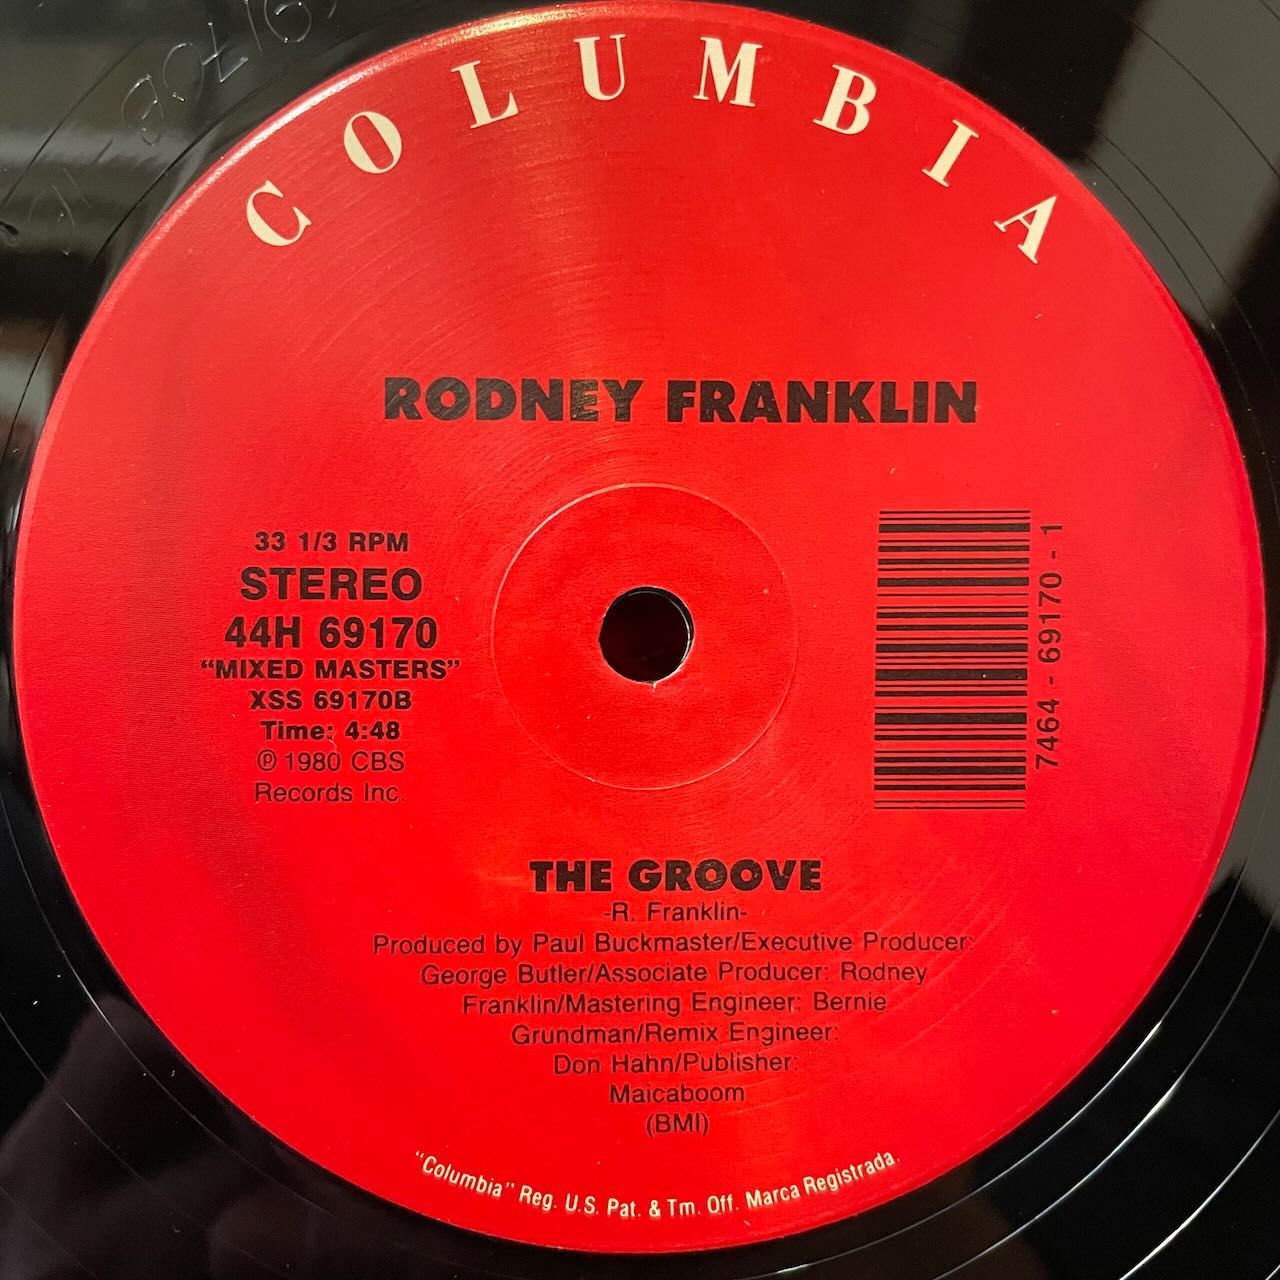 COLUMBIA
RODNEY FRANKLIN
33 1/3 RPM
STEREO
44H 69170
“MIXED MASTERS”
XSS 69170B
Time: 4:48
℗ 1980 CBS
Records Inc.
7464 - 69170 - 1
THE GROOVE
-R. Franklin-
Produced by Paul Buckmaster/Executive Producer:
George Butler/Associate Producer: Rodney
Franklin/Mastering Engineer: Bernie
Grundman/Remix Engineer:
Don Hahn/Publisher:
Maicaboom
(BMI)
“Columbia” Reg. U.S. Pat. & Tm. Off. Marca Registrada.